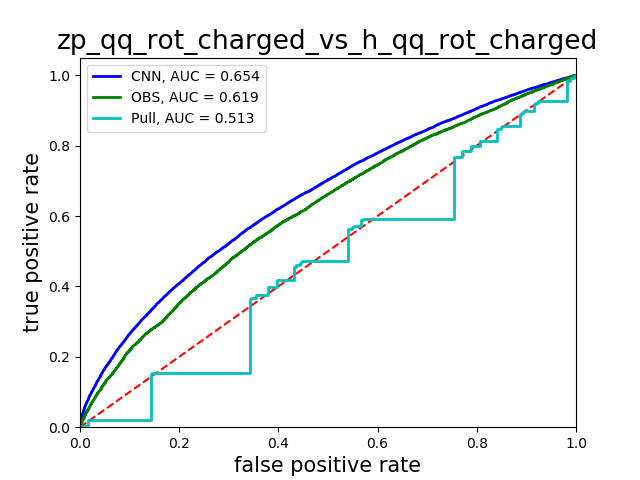 zp_qq_rot_charged_vs_h_qq_rot_charged
CNN, AUC = 0.654
OBS, AUC = 0.619
Pull, AUC = 0.513
true positive rate
1.0
0.8
0.6
0.4
0.2
0.0
0.0 0.2 0.4 0.6 0.8 1.0
false positive rate